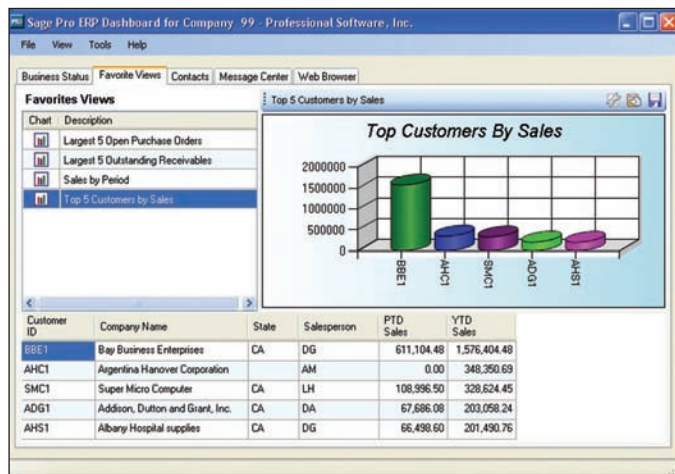 Sage Pro ERP Dashboard for Company 99 - Professional Software, Inc.
File View Tools Help
Business Status Favorite Views Contacts Message Center Web Browser
Favorites Views
Chart Description
Largest 5 Open Purchase Orders
Largest 5 Outstanding Receivables
Sales by Period
Top 5 Customers by Sales
Top 5 Customers by Sales
Top Customers By Sales
2000000
1500000
1000000
500000
0
BBE1
AHC1
SMC1
ADG1
AHS1
Customer ID Company Name State Salesperson PTD Sales YTD Sales
BBE1 Bay Business Enterprises CA DG 611,104.48 1,576,404.48
AHC1 Argentina Hanover Corporation AM 0.00 348,350.69
SMC1 Super Micro Computer CA LH 108,996.50 328,624.45
ADG1 Addison, Dutton and Grant, Inc. CA DA 67,686.08 203,058.24
AHS1 Albany Hospital supplies CA DG 66,498.60 201,490.76